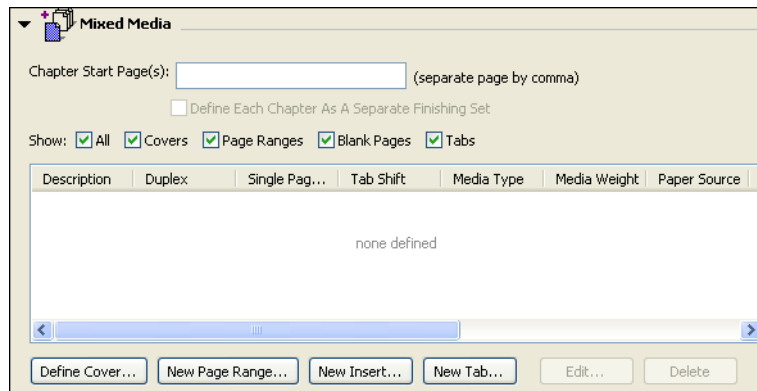 Mixed Media
Chapter Start Page(s): (separate page by comma)
Define Each Chapter As A Separate Finishing Set
Show: All Covers Page Ranges Blank Pages Tabs
Description Duplex Single Pag... Tab Shift Media Type Media Weight Paper Source
none defined
Define Cover... New Page Range... New Insert... New Tab... Edit... Delete